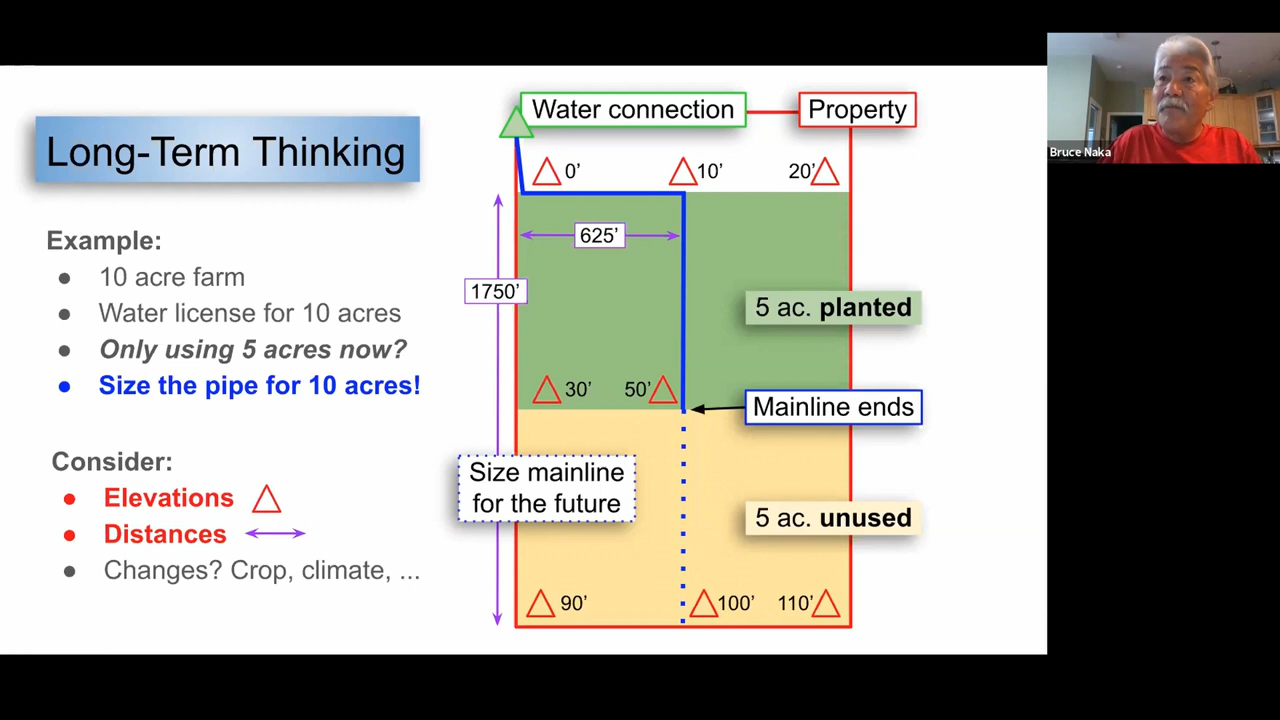 Long-Term Thinking
Example:
● 10 acre farm
● Water license for 10 acres
● Only using 5 acres now?
● Size the pipe for 10 acres!
Consider:
● Elevations
● Distances
● Changes? Crop, climate, ...
Water connection
Property
0’
10’
20’
625’
1750’
5 ac. planted
30’
50’
Mainline ends
Size mainline
for the future
5 ac. unused
90’
100’
110’
Bruce Naka